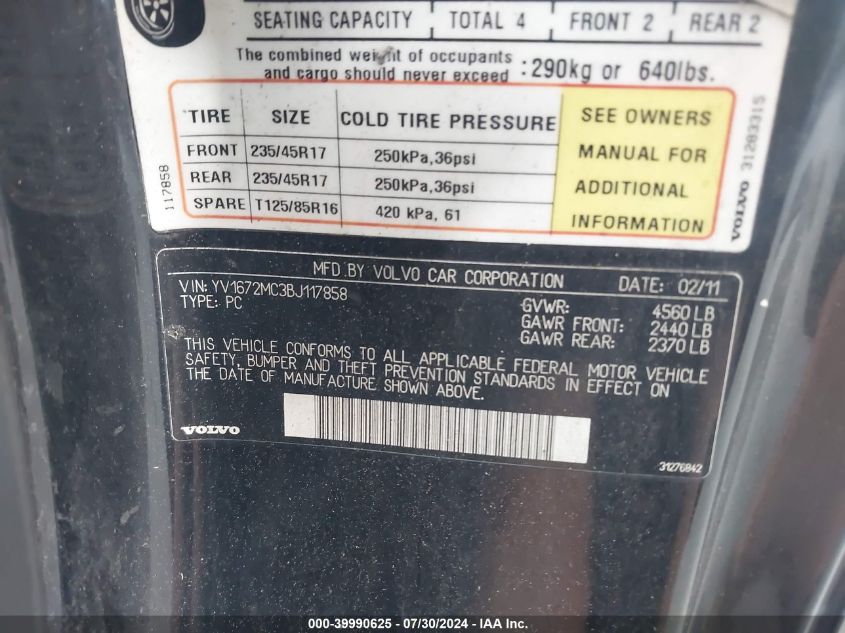 SEATING CAPACITY TOTAL 4 FRONT 2 REAR 2
The combined weight of occupants
and cargo should never exceed :290kg or 640lbs.
TIRE SIZE COLD TIRE PRESSURE SEE OWNERS
FRONT 235/45R17 250kPa,36psi MANUAL FOR
REAR 235/45R17 250kPa,36psi ADDITIONAL
SPARE T125/85R16 420 kPa, 61 INFORMATION
117858
VOLVO 31283315
MFD.BY VOLVO CAR CORPORATION DATE: 02/11
VIN: YV1672MC3BJ117858
TYPE: PC
GVWR: 4560 LB
GAWR FRONT: 2440 LB
GAWR REAR: 2370 LB
THIS VEHICLE CONFORMS TO ALL APPLICABLE FEDERAL MOTOR VEHICLE
SAFETY, BUMPER AND THEFT PREVENTION STANDARDS IN EFFECT ON
THE DATE OF MANUFACTURE SHOWN ABOVE.
VOLVO
31276842
000-39990625 / 07/30/2024 - IAA Inc.